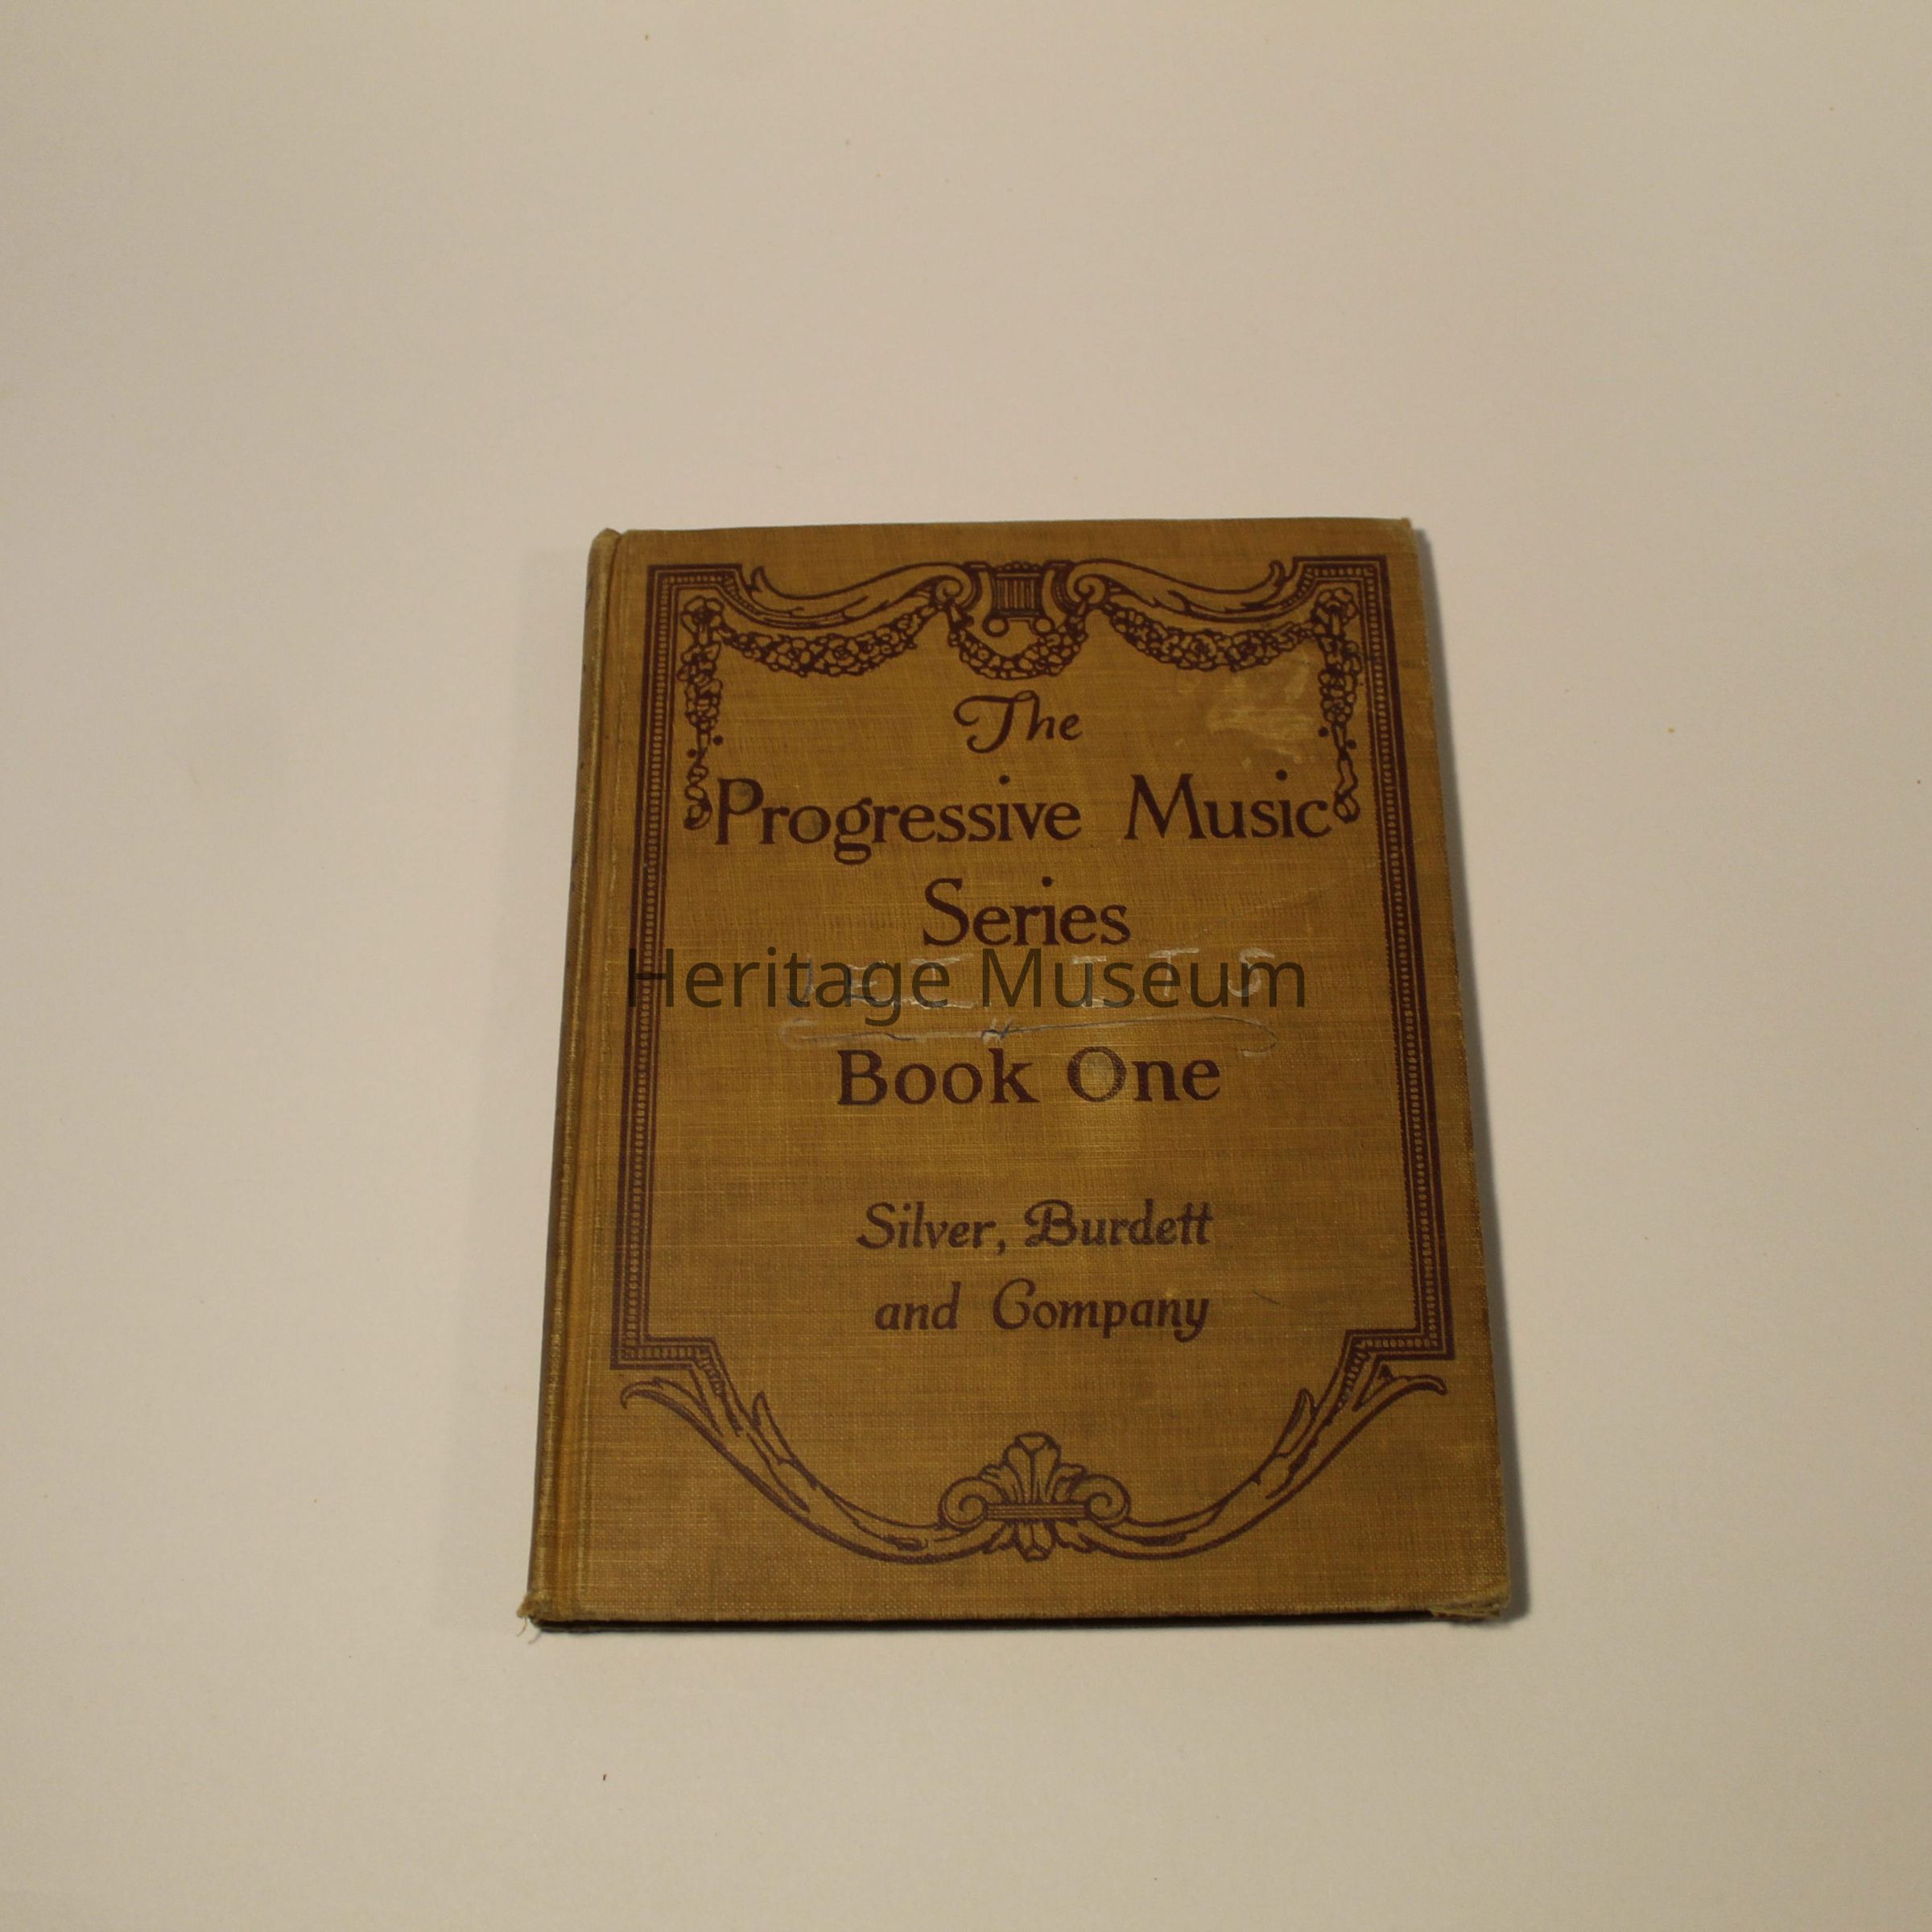 The
Progressive Music
Series
Heritage Museum
Book One
Silver, Burdett
and Company